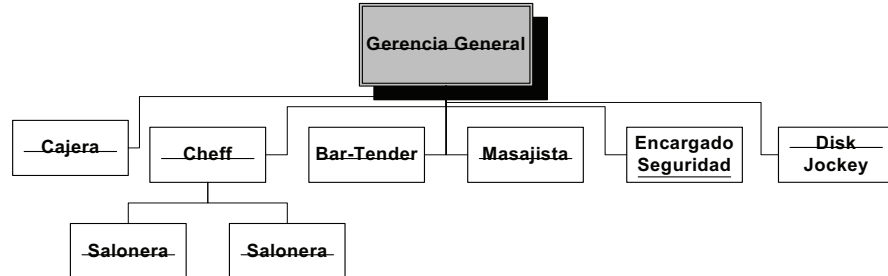 Gerencia General
Cajera
Cheff
Bar-Tender
Masajista
Encargado
Seguridad
Disk
Jockey
Salonera
Salonera